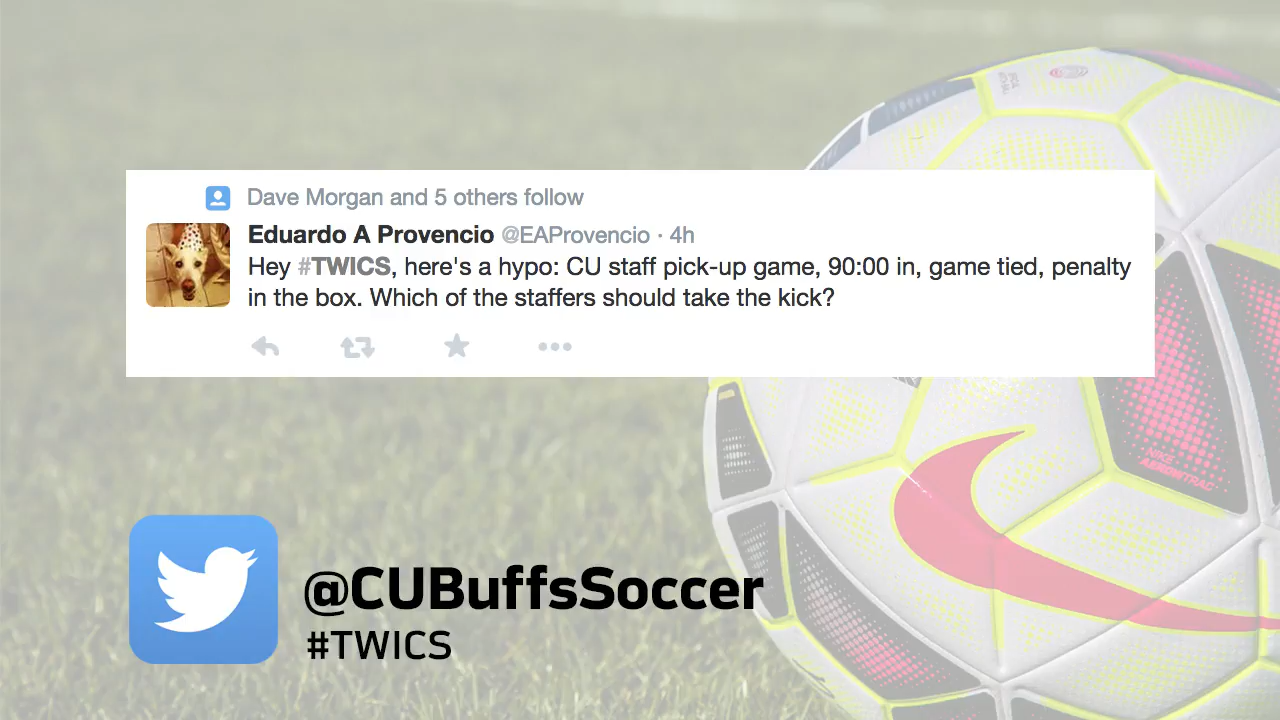 Dave Morgan and 5 others follow
Eduardo A Provencio @EAProvencio · 4h
Hey #TWICS, here's a hypo: CU staff pick-up game, 90:00 in, game tied, penalty
in the box. Which of the staffers should take the kick?
NIKE
AEROWTRAC
@CUBuffsSoccer
#TWICS